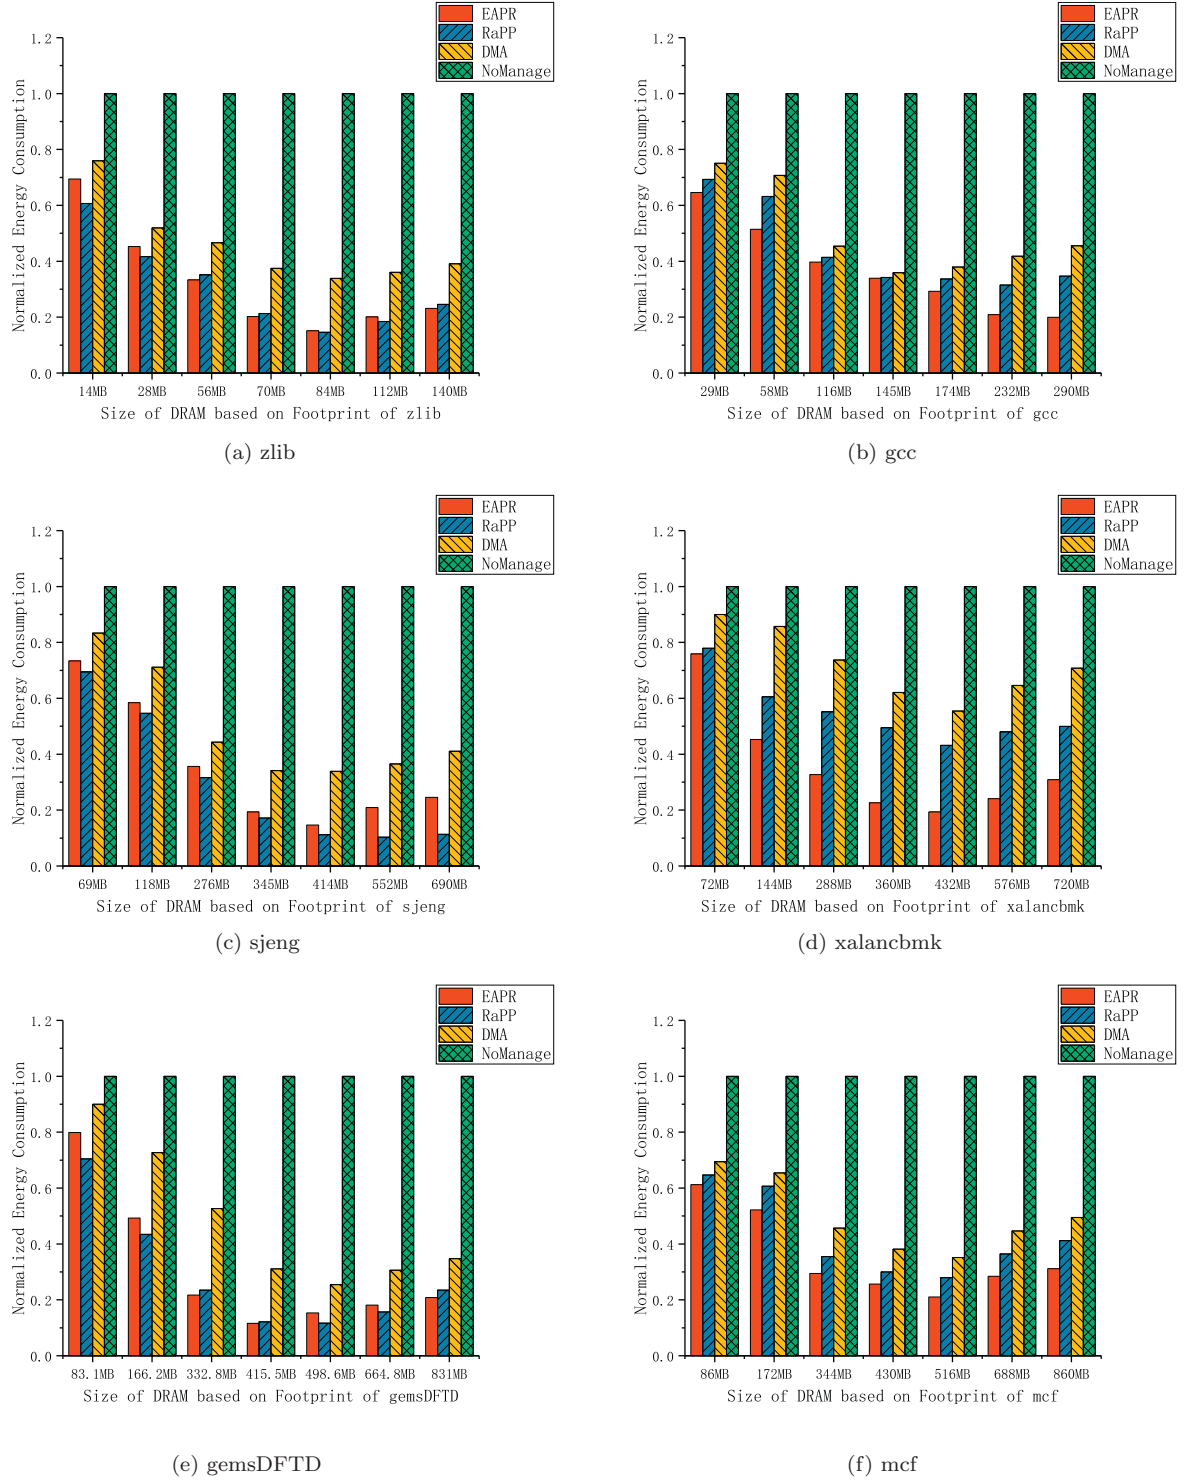 EAPR
RaPP
DMA
NoManage
Normalized Energy Consumption
1.2
1.0
0.8
0.6
0.4
0.2
0.0
14MB 28MB 56MB 70MB 84MB 112MB 140MB
Size of DRAM based on Footprint of zlib
(a) zlib
EAPR
RaPP
DMA
NoManage
Normalized Energy Consumption
1.2
1.0
0.8
0.6
0.4
0.2
0.0
29MB 58MB 116MB 145MB 174MB 232MB 290MB
Size of DRAM based on Footprint of gcc
(b) gcc
EAPR
RaPP
DMA
NoManage
Normalized Energy Consumption
1.2
1.0
0.8
0.6
0.4
0.2
0.0
69MB 118MB 276MB 345MB 414MB 552MB 690MB
Size of DRAM based on Footprint of sjeng
(c) sjeng
EAPR
RaPP
DMA
NoManage
Normalized Energy Consumption
1.2
1.0
0.8
0.6
0.4
0.2
0.0
72MB 144MB 288MB 360MB 432MB 576MB 720MB
Size of DRAM based on Footprint of xalancbmk
(d) xalancbmk
EAPR
RaPP
DMA
NoManage
Normalized Energy Consumption
1.2
1.0
0.8
0.6
0.4
0.2
0.0
83.1MB 166.2MB 332.8MB 415.5MB 498.6MB 664.8MB 831MB
Size of DRAM based on Footprint of gemsDFTD
(e) gemsDFTD
EAPR
RaPP
DMA
NoManage
Normalized Energy Consumption
1.2
1.0
0.8
0.6
0.4
0.2
0.0
86MB 172MB 344MB 430MB 516MB 688MB 860MB
Size of DRAM based on Footprint of mcf
(f) mcf